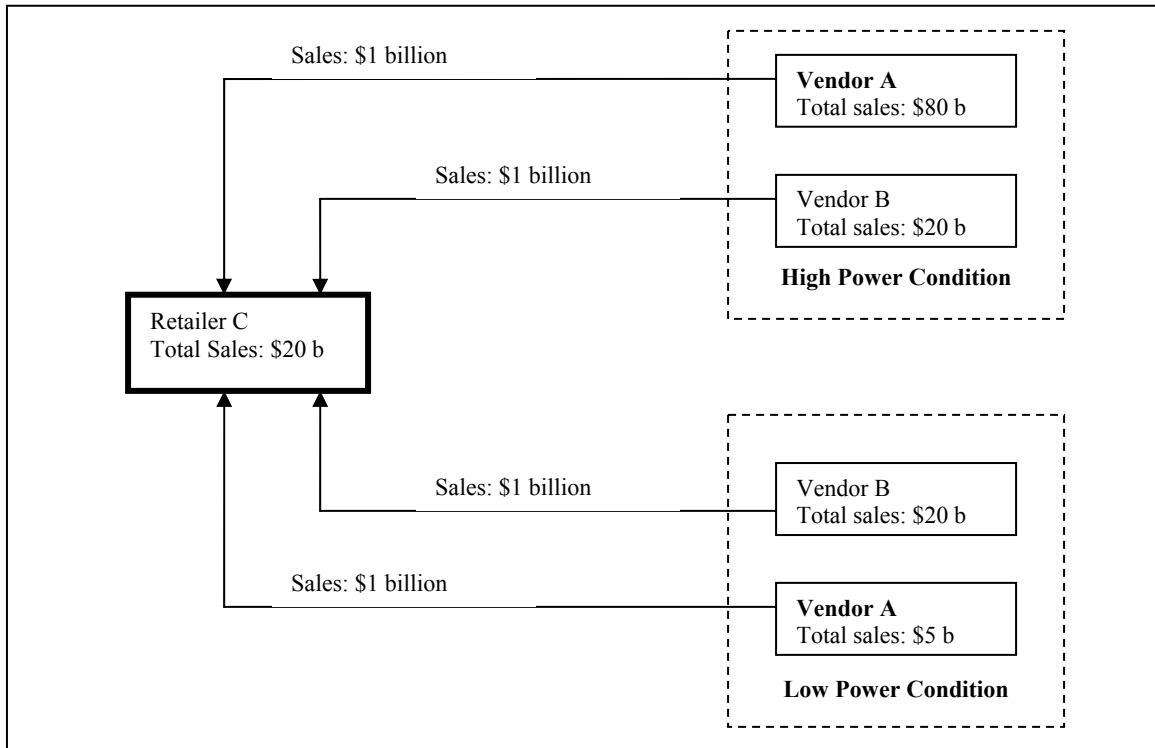 Sales: $1 billion
Vendor A
Total sales: $80 b
Sales: $1 billion
Vendor B
Total sales: $20 b
High Power Condition
Retailer C
Total Sales: $20 b
Sales: $1 billion
Vendor B
Total sales: $20 b
Sales: $1 billion
Vendor A
Total sales: $5 b
Low Power Condition